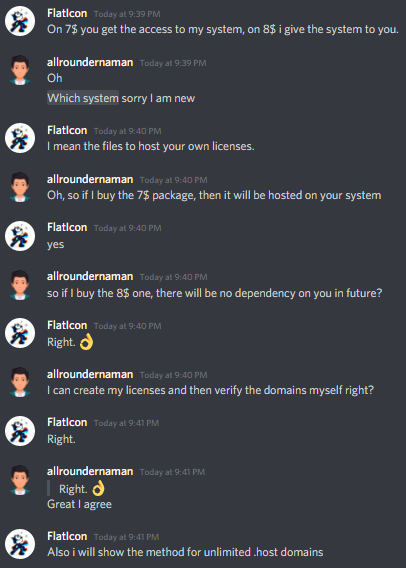 FlatIcon Today at 9:39 PM
On 7$ you get the access to my system, on 8$ i give the system to you.
allroundernaman Today at 9:39 PM
Oh
Which system sorry I am new
FlatIcon Today at 9:40 PM
I mean the files to host your own licenses.
allroundernaman Today at 9:40 PM
Oh, so if I buy the 7$ package, then it will be hosted on your system
FlatIcon Today at 9:40 PM
yes
allroundernaman Today at 9:40 PM
so if I buy the 8$ one, there will be no dependency on you in future?
FlatIcon Today at 9:40 PM
Right. 👌
allroundernaman Today at 9:40 PM
I can create my licenses and then verify the domains myself right?
FlatIcon Today at 9:41 PM
Right.
allroundernaman Today at 9:41 PM
Right. 👌
Great I agree
FlatIcon Today at 9:41 PM
Also i will show the method for unlimited .host domains